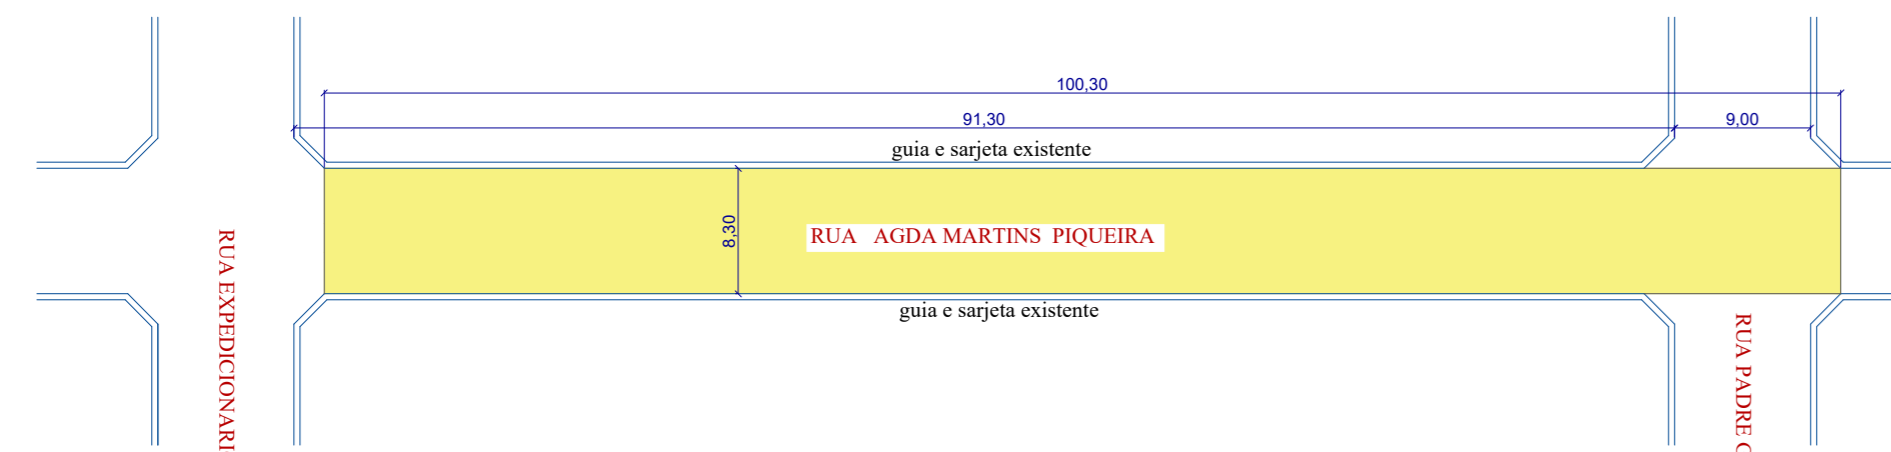 100,30
91,30
9,00
guia e sarjeta existente
8,30
RUA AGDA MARTINS PIQUEIRA
guia e sarjeta existente
RUA EXPEDICIONARI
RUA PADRE